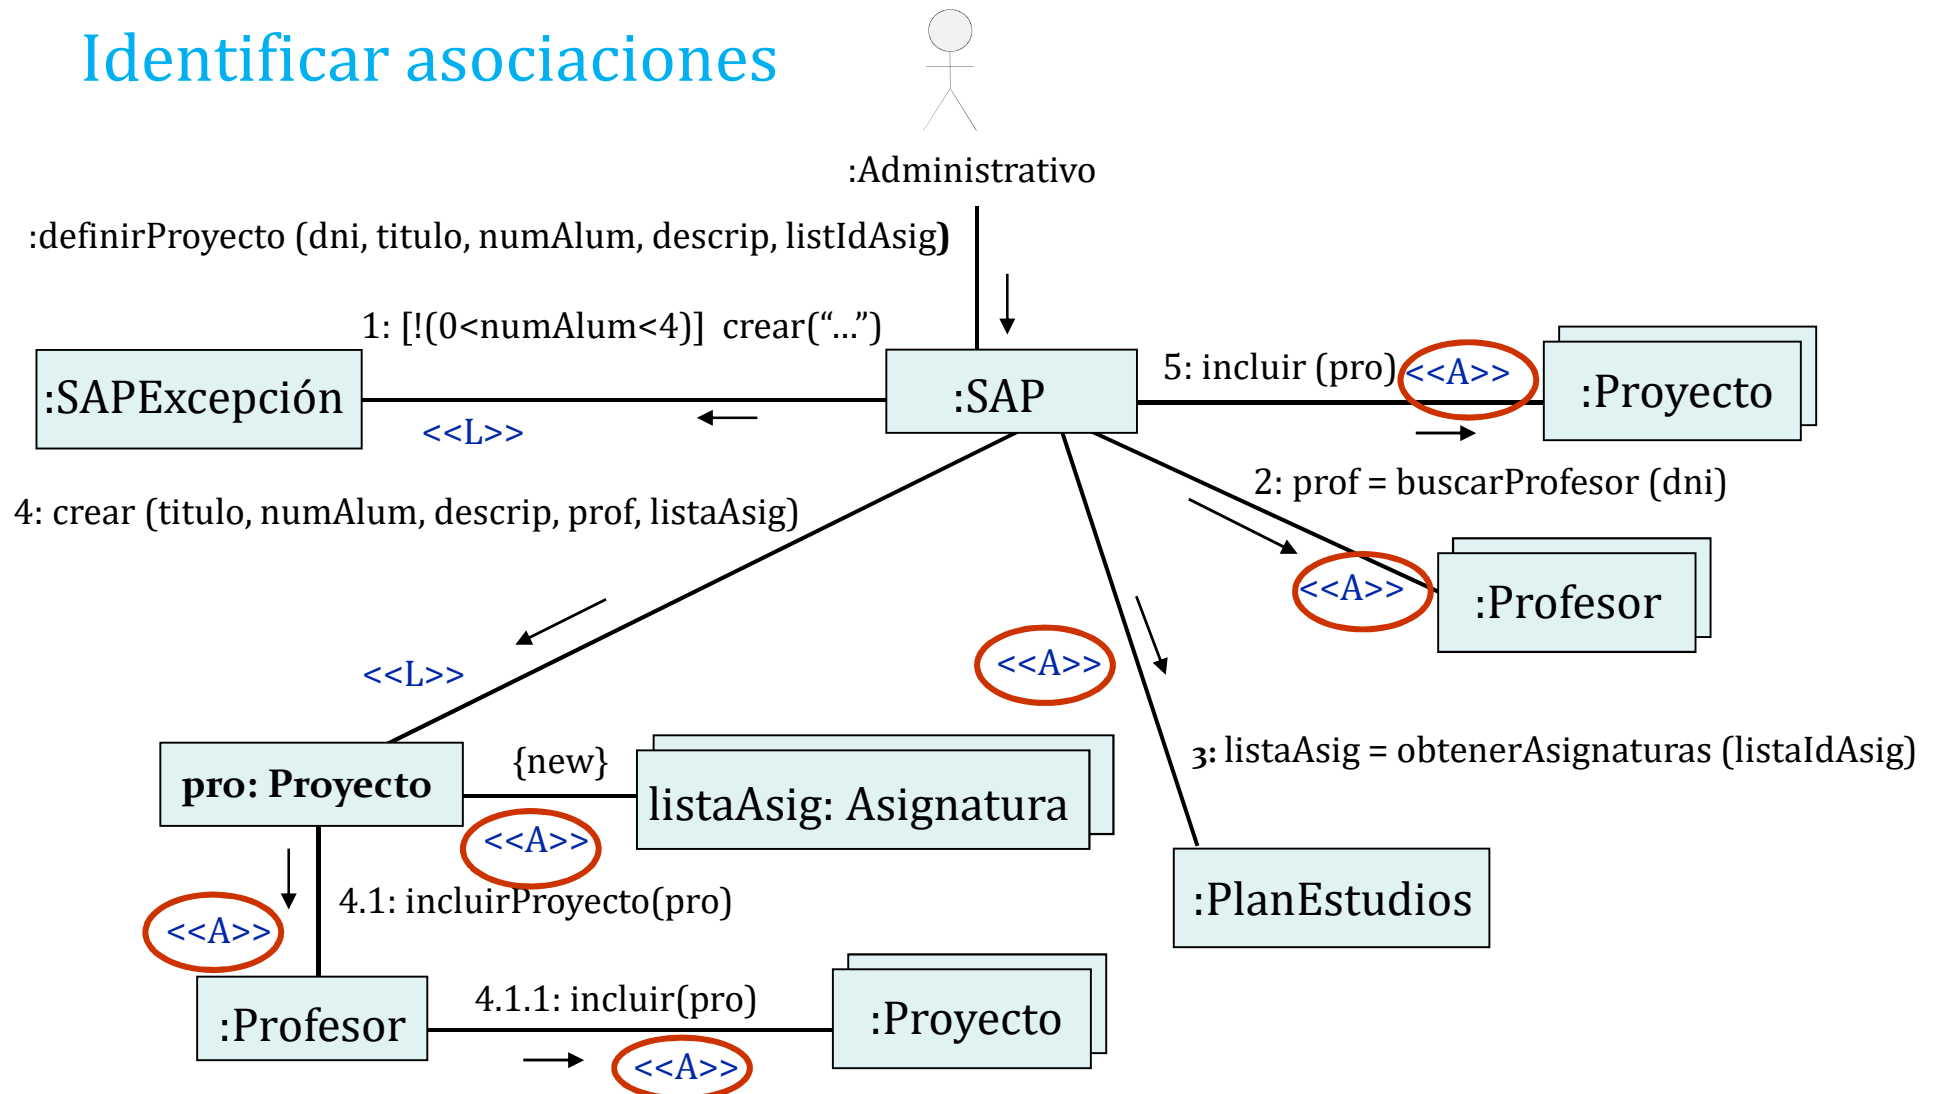 Identificar asociaciones
:Administrativo
:definirProyecto (dni, titulo, numAlum, descrip, listIdAsig)
1: [!(0<numAlum<4)] crear(“...”)
:SAPExcepción
<<L>>
:SAP
5: incluir (pro)
<<A>>
:Proyecto
2: prof = buscarProfesor (dni)
<<A>>
:Profesor
4: crear (titulo, numAlum, descrip, prof, listaAsig)
<<L>>
<<A>>
3: listaAsig = obtenerAsignaturas (listaIdAsig)
:PlanEstudios
pro: Proyecto
{new}
<<A>>
listaAsig: Asignatura
<<A>>
4.1: incluirProyecto(pro)
:Profesor
4.1.1: incluir(pro)
<<A>>
:Proyecto